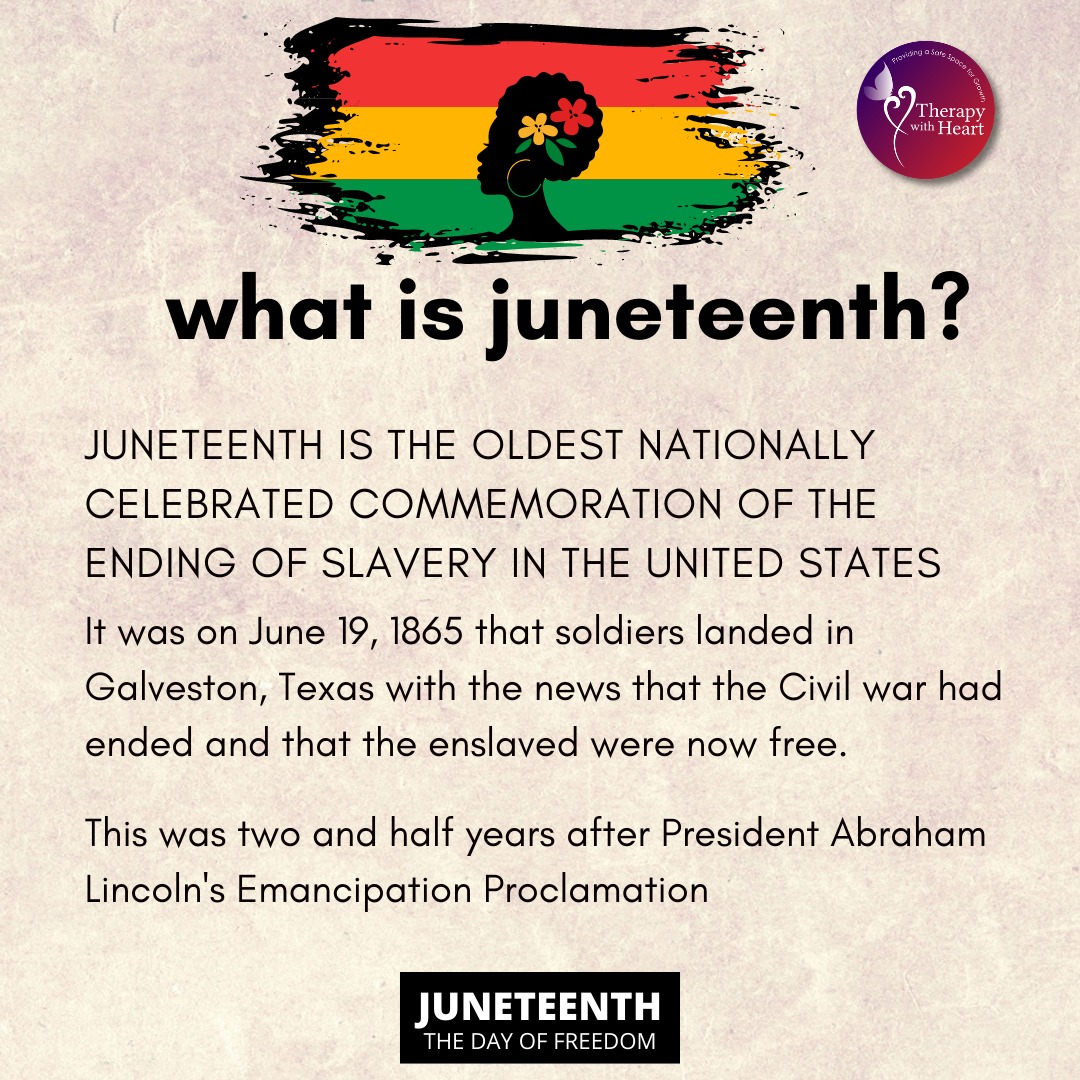 Providing a Safe Space for Growth
Therapy
with Heart
what is juneteenth?
JUNETEENTH IS THE OLDEST NATIONALLY
CELEBRATED COMMEMORATION OF THE
ENDING OF SLAVERY IN THE UNITED STATES
It was on June 19, 1865 that soldiers landed in
Galveston, Texas with the news that the Civil war had
ended and that the enslaved were now free.
This was two and half years after President Abraham
Lincoln's Emancipation Proclamation
JUNETEENTH
THE DAY OF FREEDOM